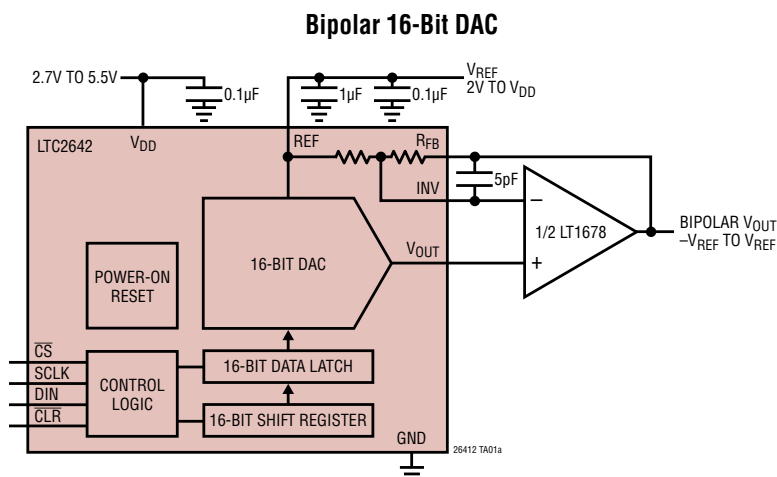 Bipolar 16-Bit DAC
2.7V TO 5.5V
0.1µF
1µF
0.1µF
VREF
2V TO VDD
LTC2642
VDD
REF
RFB
5pF
INV
1/2 LT1678
–
+
BIPOLAR VOUT
–VREF TO VREF
16-BIT DAC
VOUT
POWER-ON
RESET
CS
SCLK
DIN
CLR
CONTROL
LOGIC
16-BIT DATA LATCH
16-BIT SHIFT REGISTER
GND
26412 TA01a